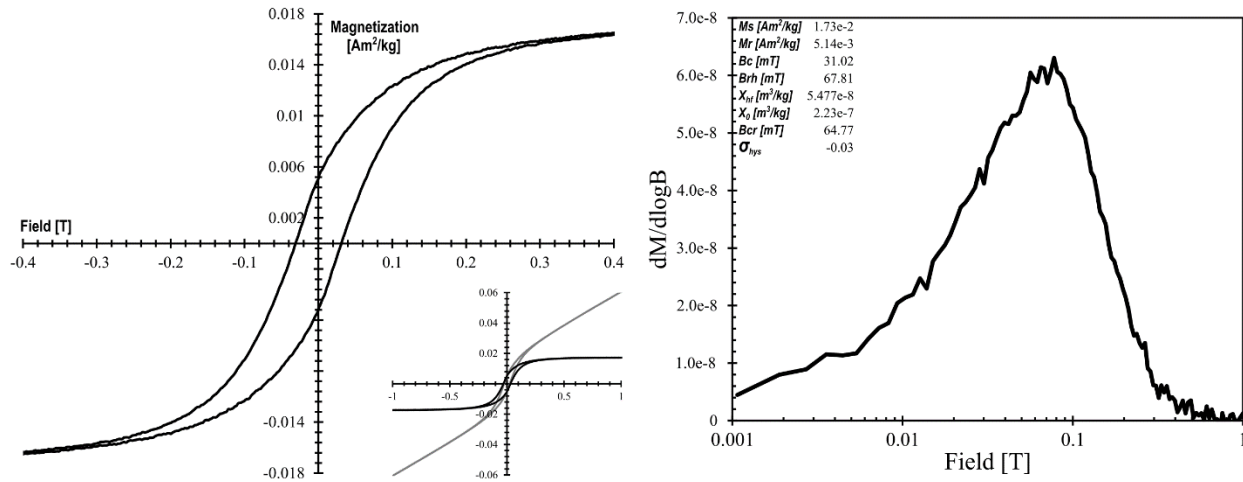 0.018
Magnetization
[Am²/kg]
0.014
0.01
0.006
0.002
Field [T]
-0.4 -0.3 -0.2 -0.1 0 0.1 0.2 0.3 0.4
-0.014
-0.018
0.06
0.04
0.02
0
-1 -0.5 0 0.5 1
-0.02
-0.04
-0.06
7.0e-8
6.0e-8
5.0e-8
4.0e-8
3.0e-8
2.0e-8
1.0e-8
0
dM/dlogB
Ms [Am²/kg] 1.73e-2
Mr [Am²/kg] 5.14e-3
Bc [mT] 31.02
Brh [mT] 67.81
X_hf [m³/kg] 5.477e-8
X_0 [m³/kg] 2.23e-7
Bcr [mT] 64.77
σ_hys -0.03
0.001 0.01 0.1 1
Field [T]